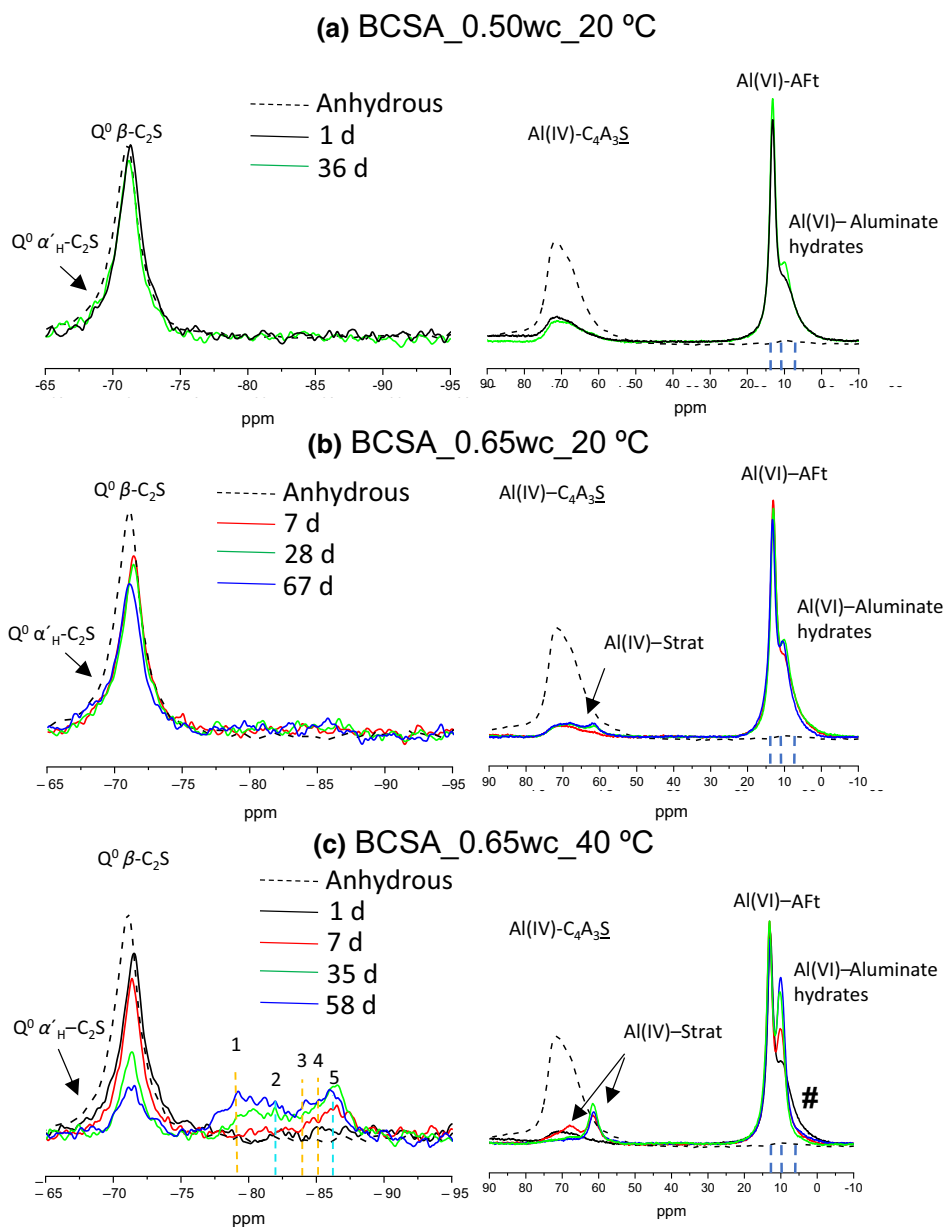 (a) BCSA_0.50wc_20 ºC
Q⁰ β-C₂S
Q⁰ α′H-C₂S
Anhydrous
1 d
36 d
−65 −70 −75 −80 −85 −90 −95
ppm
Al(IV)-C₄A₃S
Al(VI)-AFt
Al(VI)– Aluminate
hydrates
90 80 70 60 50 40 30 20 10 0 -10
ppm
(b) BCSA_0.65wc_20 ºC
Q⁰ β-C₂S
Q⁰ α′H-C₂S
Anhydrous
7 d
28 d
67 d
−65 −70 −75 −80 −85 −90 −95
ppm
Al(IV)–C₄A₃S
Al(IV)–Strat
Al(VI)–AFt
Al(VI)–Aluminate
hydrates
90 80 70 60 50 40 30 20 10 0 -10
ppm
(c) BCSA_0.65wc_40 ºC
Q⁰ β-C₂S
Q⁰ α′H–C₂S
Anhydrous
1 d
7 d
35 d
58 d
1 2 3 4 5
−65 −70 −75 −80 −85 −90 −95
ppm
Al(IV)-C₄A₃S
Al(IV)–Strat
Al(VI)–AFt
Al(VI)–Aluminate
hydrates
#
90 80 70 60 50 40 30 20 10 0 -10
ppm